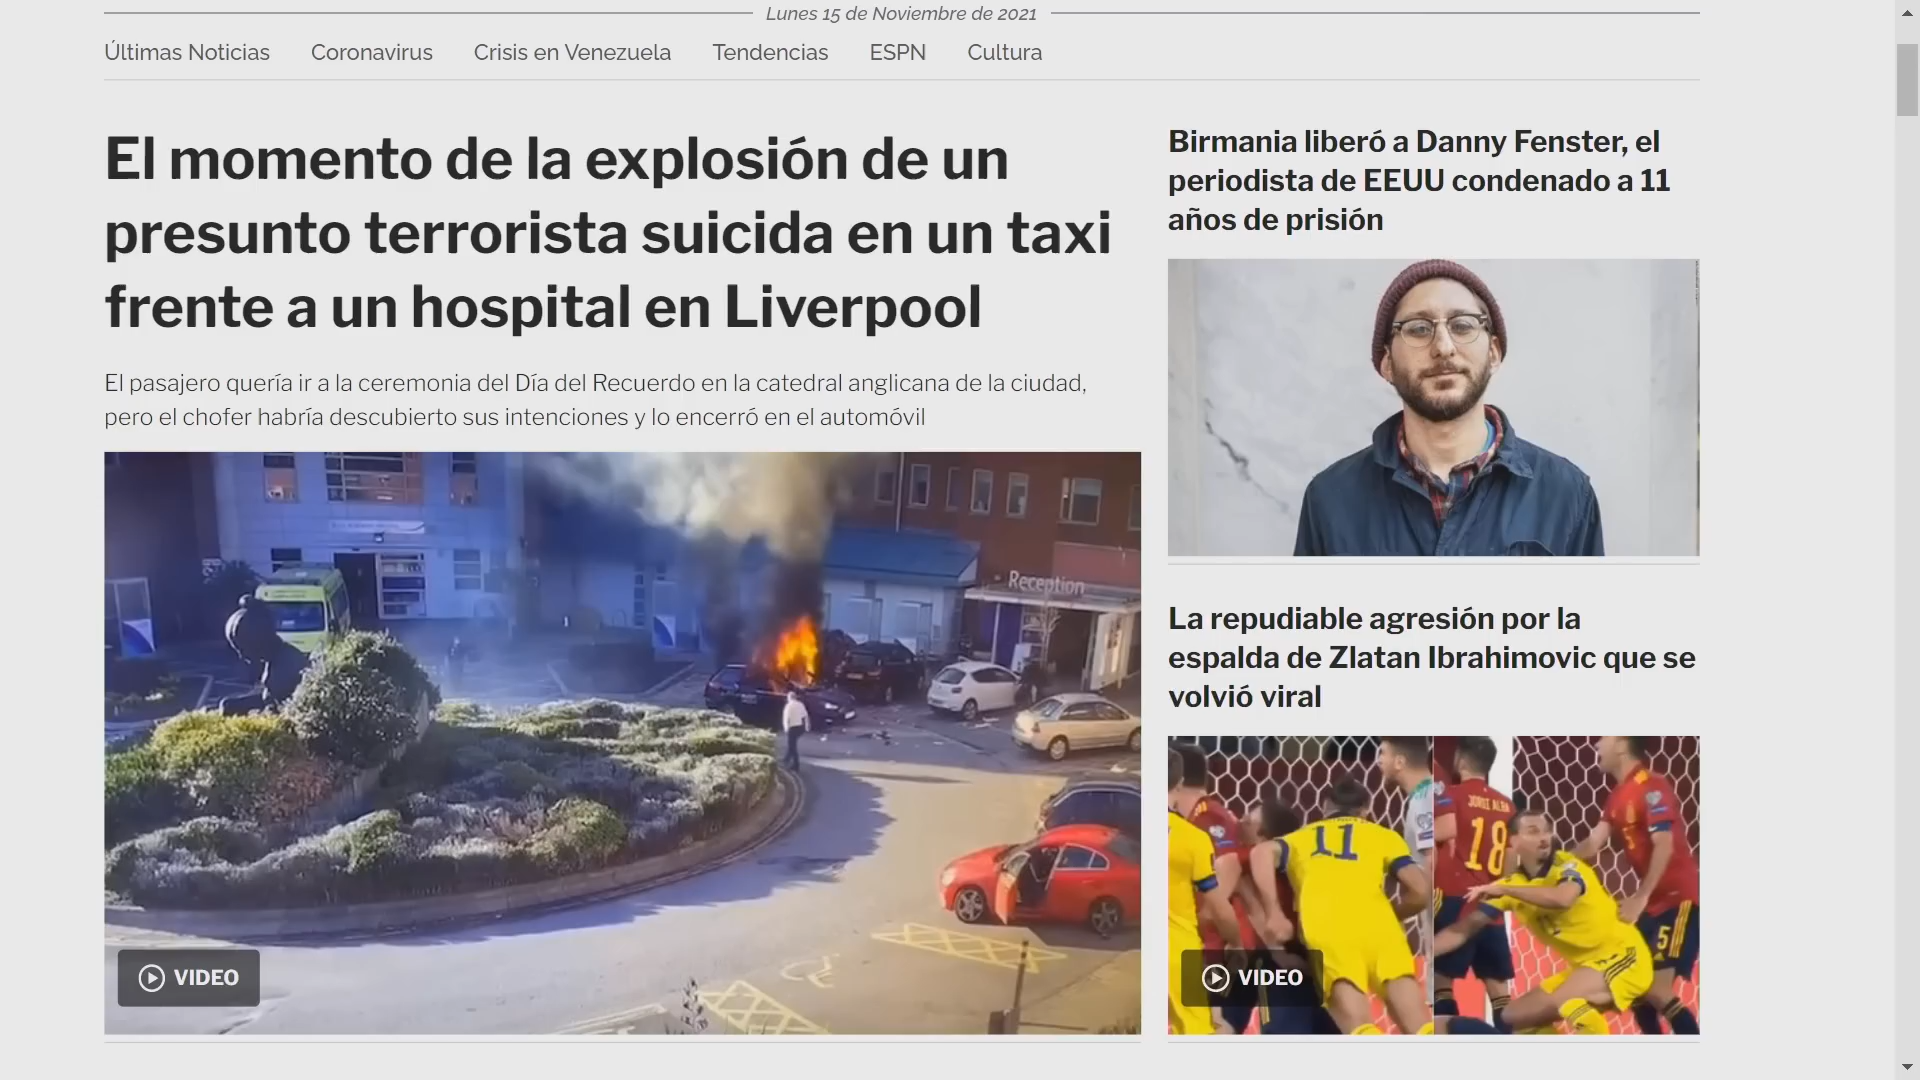 Lunes 15 de Noviembre de 2021
Últimas Noticias Coronavirus Crisis en Venezuela Tendencias ESPN Cultura
El momento de la explosión de un
presunto terrorista suicida en un taxi
frente a un hospital en Liverpool
El pasajero quería ir a la ceremonia del Día del Recuerdo en la catedral anglicana de la ciudad,
pero el chofer habría descubierto sus intenciones y lo encerró en el automóvil
Reception
VIDEO
Birmania liberó a Danny Fenster, el
periodista de EEUU condenado a 11
años de prisión
La repudiable agresión por la
espalda de Zlatan Ibrahimovic que se
volvió viral
11
JORDI ALBA
18
5
VIDEO